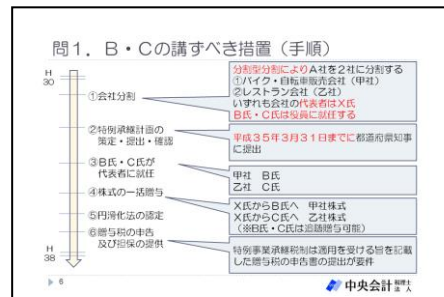 問1．B・Cの講ずべき措置（手順）
H
30
①会社分割
分割型分割によりA社を2社に分割する
①バイク・自転車販売会社（甲社）
②レストラン会社（乙社）
いずれも会社の代表者はX氏
B氏・C氏は役員に就任する
②特例承継計画の
策定・提出・確認
平成35年3月31日までに都道府県知事
に提出
③B氏・C氏が
代表者に就任
甲社 B氏
乙社 C氏
④株式の一括贈与
X氏からB氏へ 甲社株式
X氏からC氏へ 乙社株式
（※B氏・C氏は追認贈与可能）
⑤円滑化法の認定
⑥贈与税の申告
及び担保の提供
特例事業承継税制は適用を受ける旨を記載
した贈与税の申告書の提出が要件
H
38
6
中央会計 税理士
法人